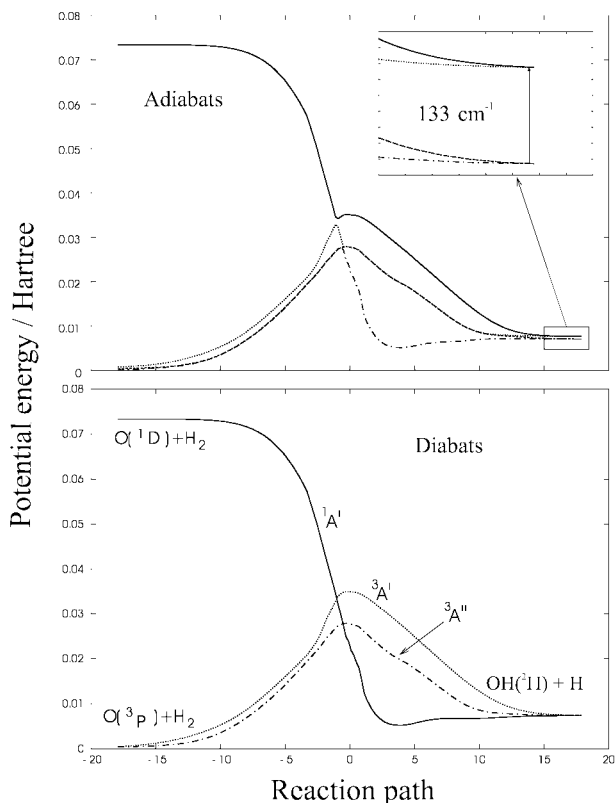 0.08
0.07
0.06
0.05
0.04
0.03
0.02
0.01
0
Adiabats
133 cm⁻¹
Potential energy / Hartree
0.08
0.07
0.06
0.05
0.04
0.03
0.02
0.01
0
O(¹D)+H₂
Diabats
¹A'
³A'
³A"
OH(²Π) + H
O(³P)+H₂
-20 -15 -10 -5 0 5 10 15 20
Reaction path